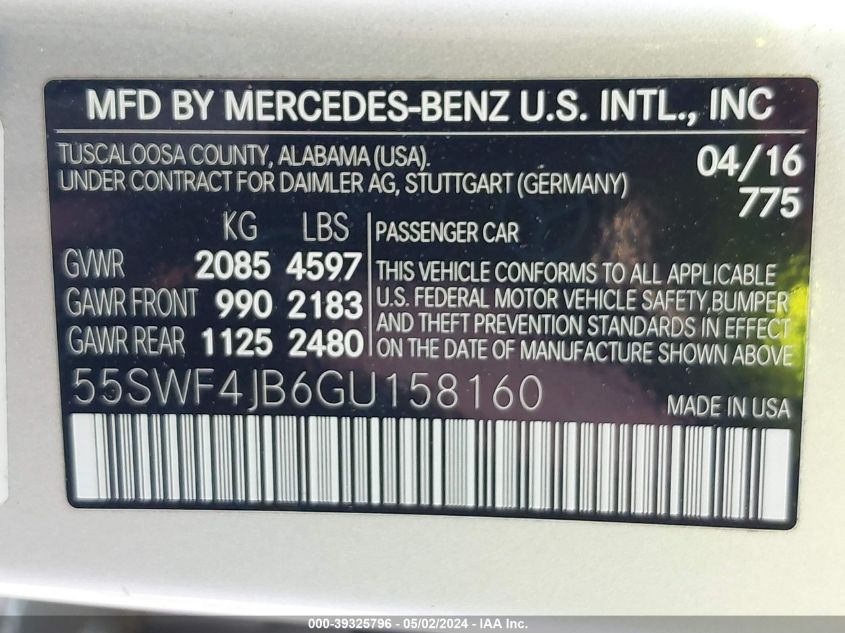 MFD BY MERCEDES-BENZ U.S. INTL., INC
TUSCALOOSA COUNTY, ALABAMA (USA). 04/16
UNDER CONTRACT FOR DAIMLER AG, STUTTGART (GERMANY) 775
KG LBS
GVWR 2085 4597
GAWR FRONT 990 2183
GAWR REAR 1125 2480
PASSENGER CAR
THIS VEHICLE CONFORMS TO ALL APPLICABLE
U.S. FEDERAL MOTOR VEHICLE SAFETY,BUMPER
AND THEFT PREVENTION STANDARDS IN EFFECT
ON THE DATE OF MANUFACTURE SHOWN ABOVE
55SWF4JB6GU158160 MADE IN USA
000-39325796 - 05/02/2024 - IAA Inc.